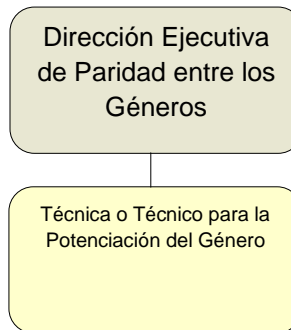 Dirección Ejecutiva
de Paridad entre los
Géneros
Técnica o Técnico para la
Potenciación del Género